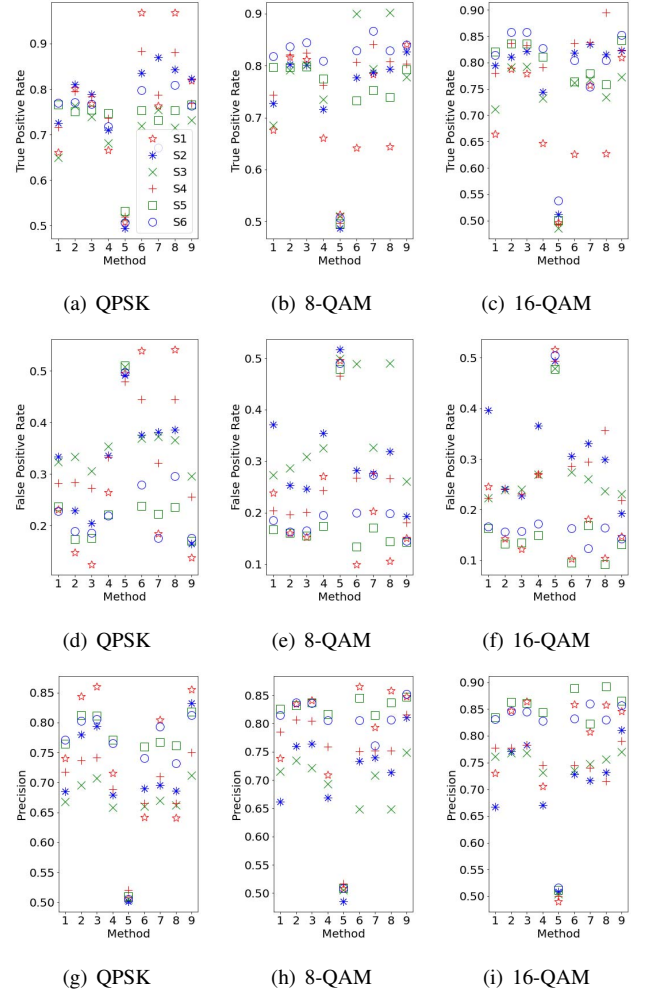 True Positive Rate
0.9
0.8
0.7
0.6
0.5
S1
S2
S3
S4
S5
S6
1 2 3 4 5 6 7 8 9
Method
True Positive Rate
0.9
0.8
0.7
0.6
0.5
1 2 3 4 5 6 7 8 9
Method
True Positive Rate
0.90
0.85
0.80
0.75
0.70
0.65
0.60
0.55
0.50
1 2 3 4 5 6 7 8 9
Method
(a) QPSK
(b) 8-QAM
(c) 16-QAM
False Positive Rate
0.5
0.4
0.3
0.2
1 2 3 4 5 6 7 8 9
Method
False Positive Rate
0.5
0.4
0.3
0.2
0.1
1 2 3 4 5 6 7 8 9
Method
False Positive Rate
0.5
0.4
0.3
0.2
0.1
1 2 3 4 5 6 7 8 9
Method
(d) QPSK
(e) 8-QAM
(f) 16-QAM
Precision
0.85
0.80
0.75
0.70
0.65
0.60
0.55
0.50
1 2 3 4 5 6 7 8 9
Method
Precision
0.85
0.80
0.75
0.70
0.65
0.60
0.55
0.50
1 2 3 4 5 6 7 8 9
Method
Precision
0.90
0.85
0.80
0.75
0.70
0.65
0.60
0.55
0.50
1 2 3 4 5 6 7 8 9
Method
(g) QPSK
(h) 8-QAM
(i) 16-QAM